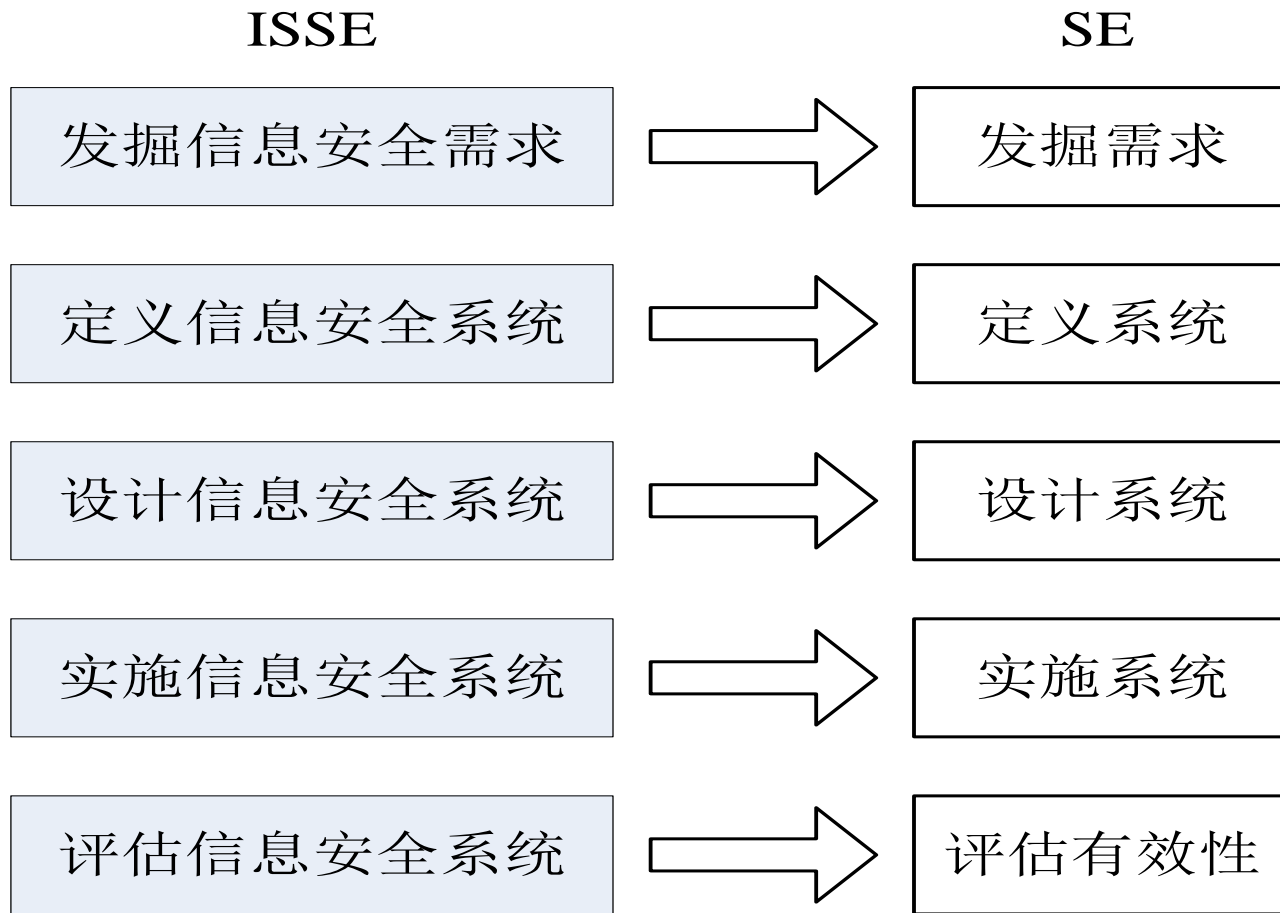 ISSE SE
发掘信息安全需求 发掘需求
定义信息安全系统 定义系统
设计信息安全系统 设计系统
实施信息安全系统 实施系统
评估信息安全系统 评估有效性